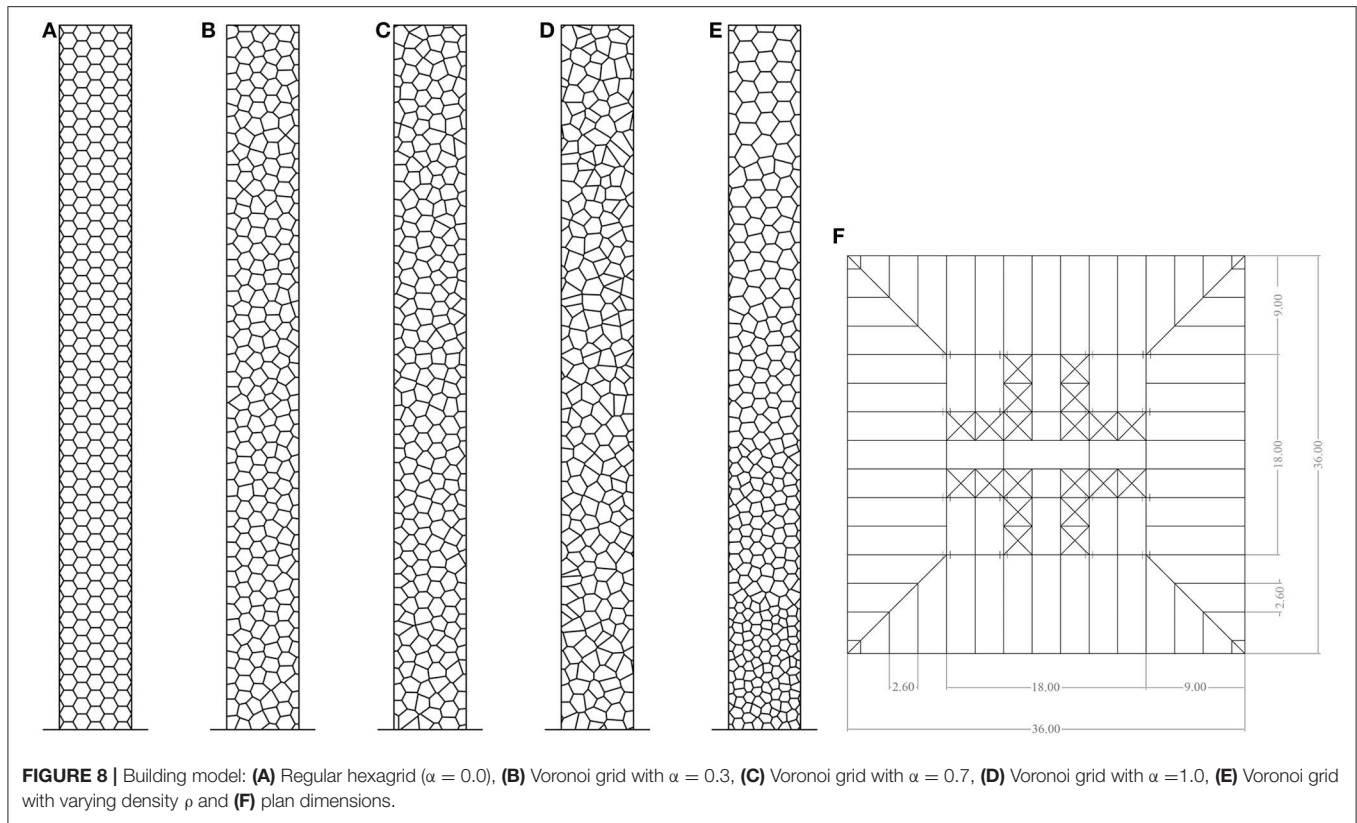 A
B
C
D
E
F
9.00
18.00
36.00
2.60
2.60
18.00
9.00
36.00
FIGURE 8 | Building model: (A) Regular hexagrid (α = 0.0), (B) Voronoi grid with α = 0.3, (C) Voronoi grid with α = 0.7, (D) Voronoi grid with α =1.0, (E) Voronoi grid
with varying density ρ and (F) plan dimensions.